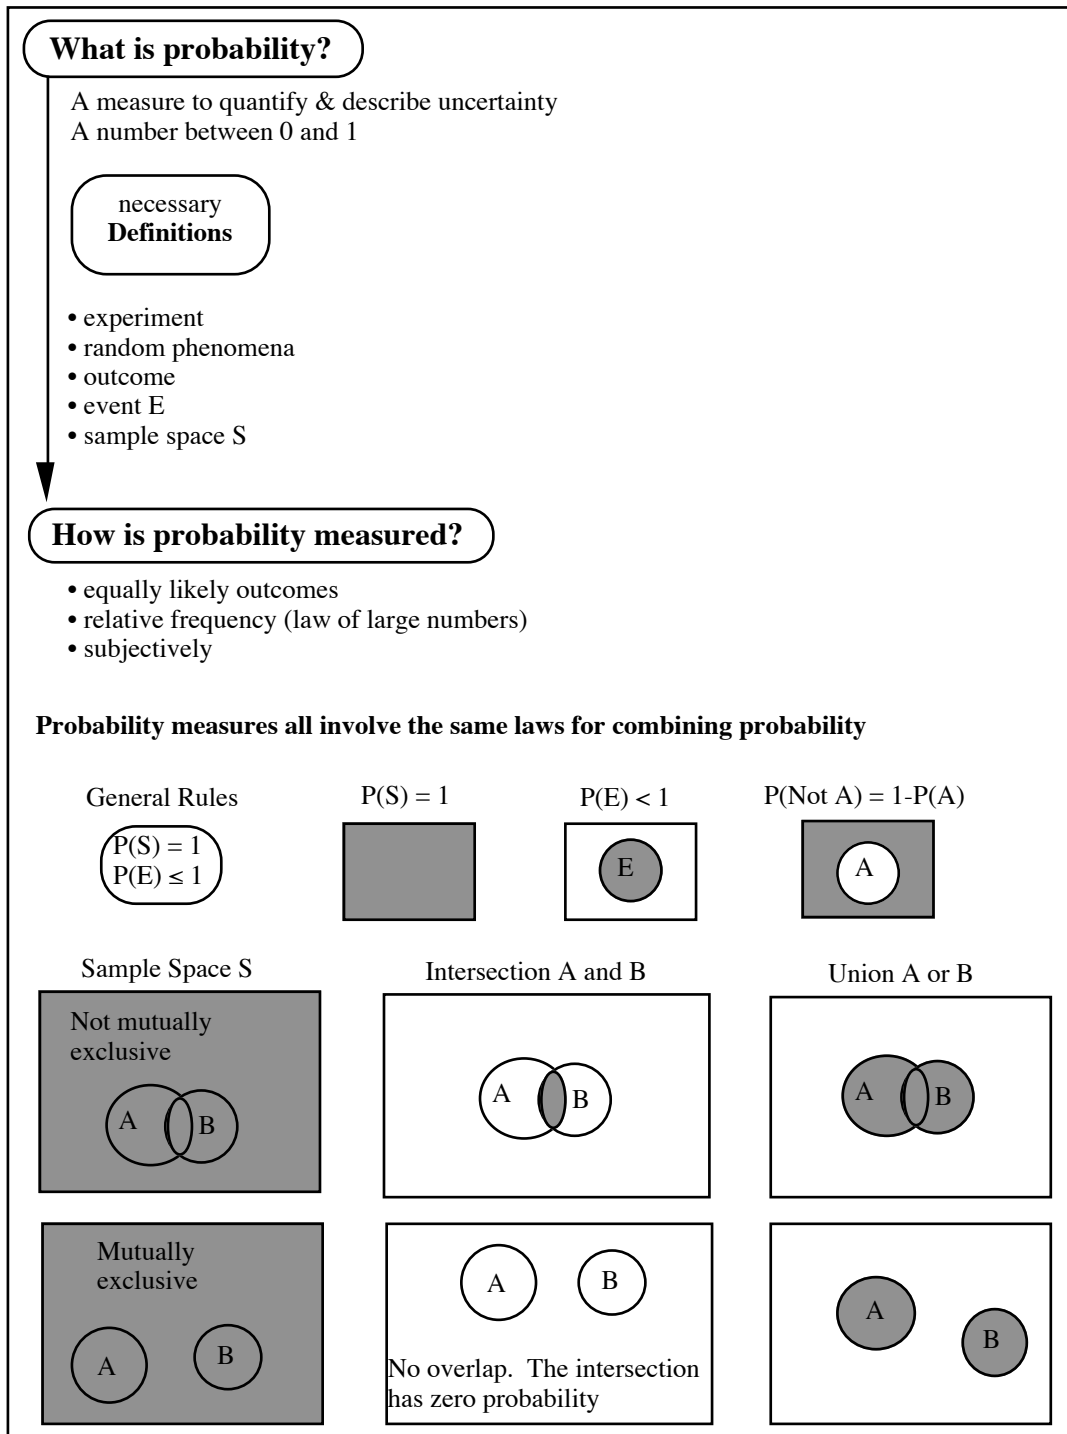 What is probability?
A measure to quantify & describe uncertainty
A number between 0 and 1
necessary
Definitions
• experiment
• random phenomena
• outcome
• event E
• sample space S
How is probability measured?
• equally likely outcomes
• relative frequency (law of large numbers)
• subjectively
Probability measures all involve the same laws for combining probability
General Rules
P(S) = 1
P(E) ≤ 1
P(S) = 1
P(E) < 1
E
P(Not A) = 1-P(A)
A
Sample Space S
Intersection A and B
Union A or B
Not mutually
exclusive
A
B
A
B
A
B
Mutually
exclusive
A
B
A
B
No overlap. The intersection
has zero probability
A
B